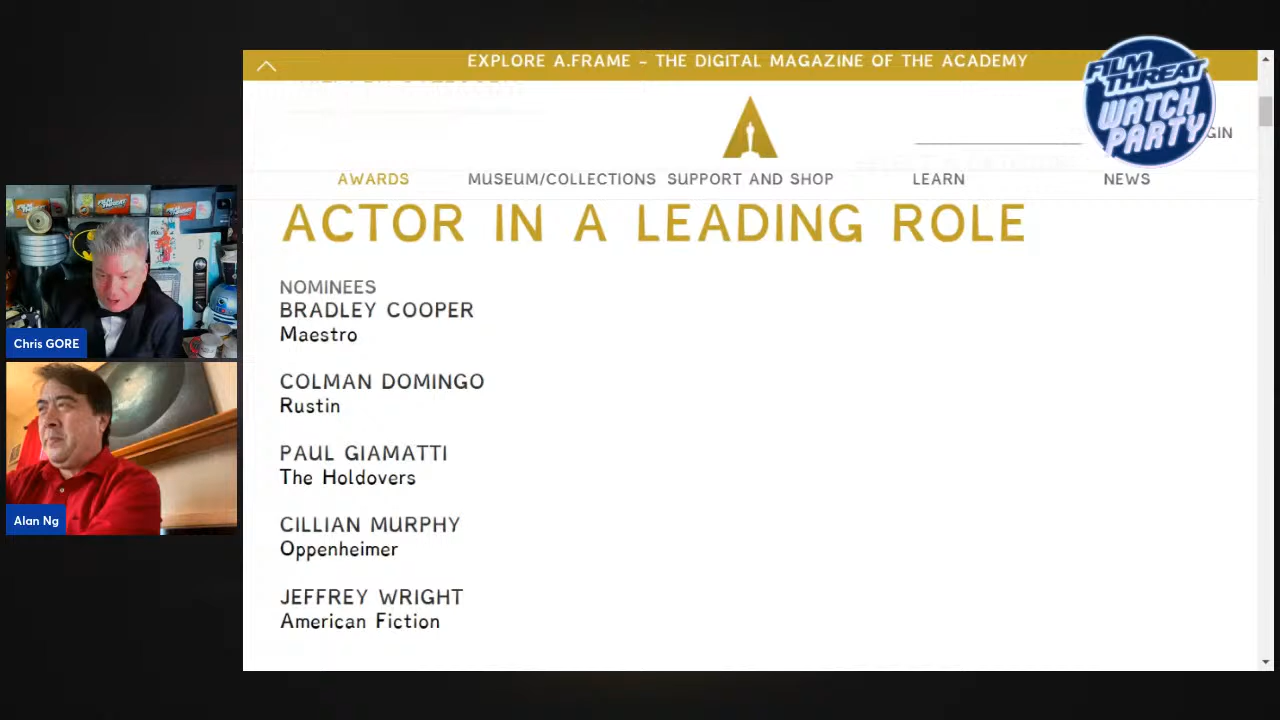 EXPLORE A.FRAME - THE DIGITAL MAGAZINE OF THE ACADEMY
FILM
THREAT
WATCH
PARTY
GIN
AWARDS
MUSEUM/COLLECTIONS
SUPPORT AND SHOP
LEARN
NEWS
ACTOR IN A LEADING ROLE
NOMINEES
BRADLEY COOPER
Maestro
COLMAN DOMINGO
Rustin
PAUL GIAMATTI
The Holdovers
CILLIAN MURPHY
Oppenheimer
JEFFREY WRIGHT
American Fiction
Chris GORE
Alan Ng